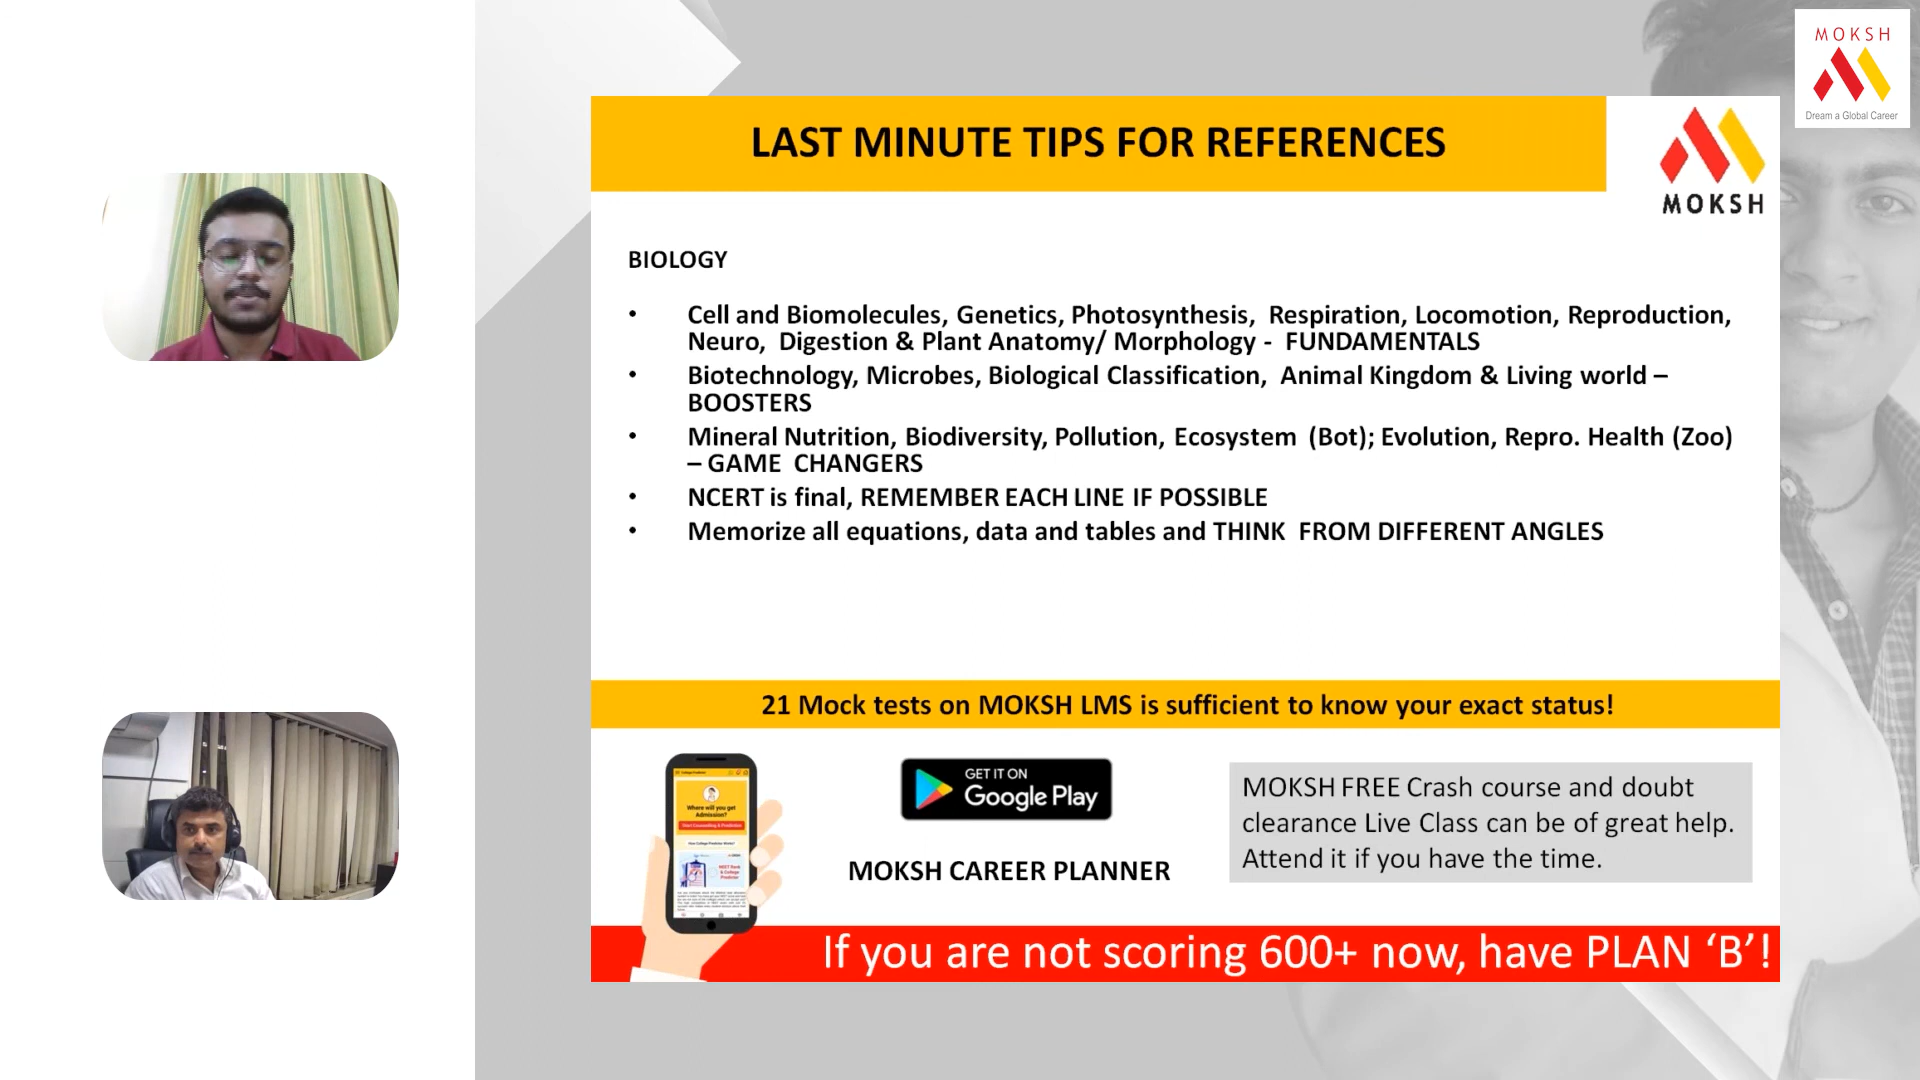 MOKSH
Dream a Global Career
LAST MINUTE TIPS FOR REFERENCES
MOKSH
BIOLOGY
• Cell and Biomolecules, Genetics, Photosynthesis, Respiration, Locomotion, Reproduction,
Neuro, Digestion & Plant Anatomy/ Morphology - FUNDAMENTALS
• Biotechnology, Microbes, Biological Classification, Animal Kingdom & Living world –
BOOSTERS
• Mineral Nutrition, Biodiversity, Pollution, Ecosystem (Bot); Evolution, Repro. Health (Zoo)
– GAME CHANGERS
• NCERT is final, REMEMBER EACH LINE IF POSSIBLE
• Memorize all equations, data and tables and THINK FROM DIFFERENT ANGLES
21 Mock tests on MOKSH LMS is sufficient to know your exact status!
Where will you get
Admission?
GET IT ON
Google Play
MOKSH CAREER PLANNER
MOKSH FREE Crash course and doubt
clearance Live Class can be of great help.
Attend it if you have the time.
If you are not scoring 600+ now, have PLAN ‘B’!